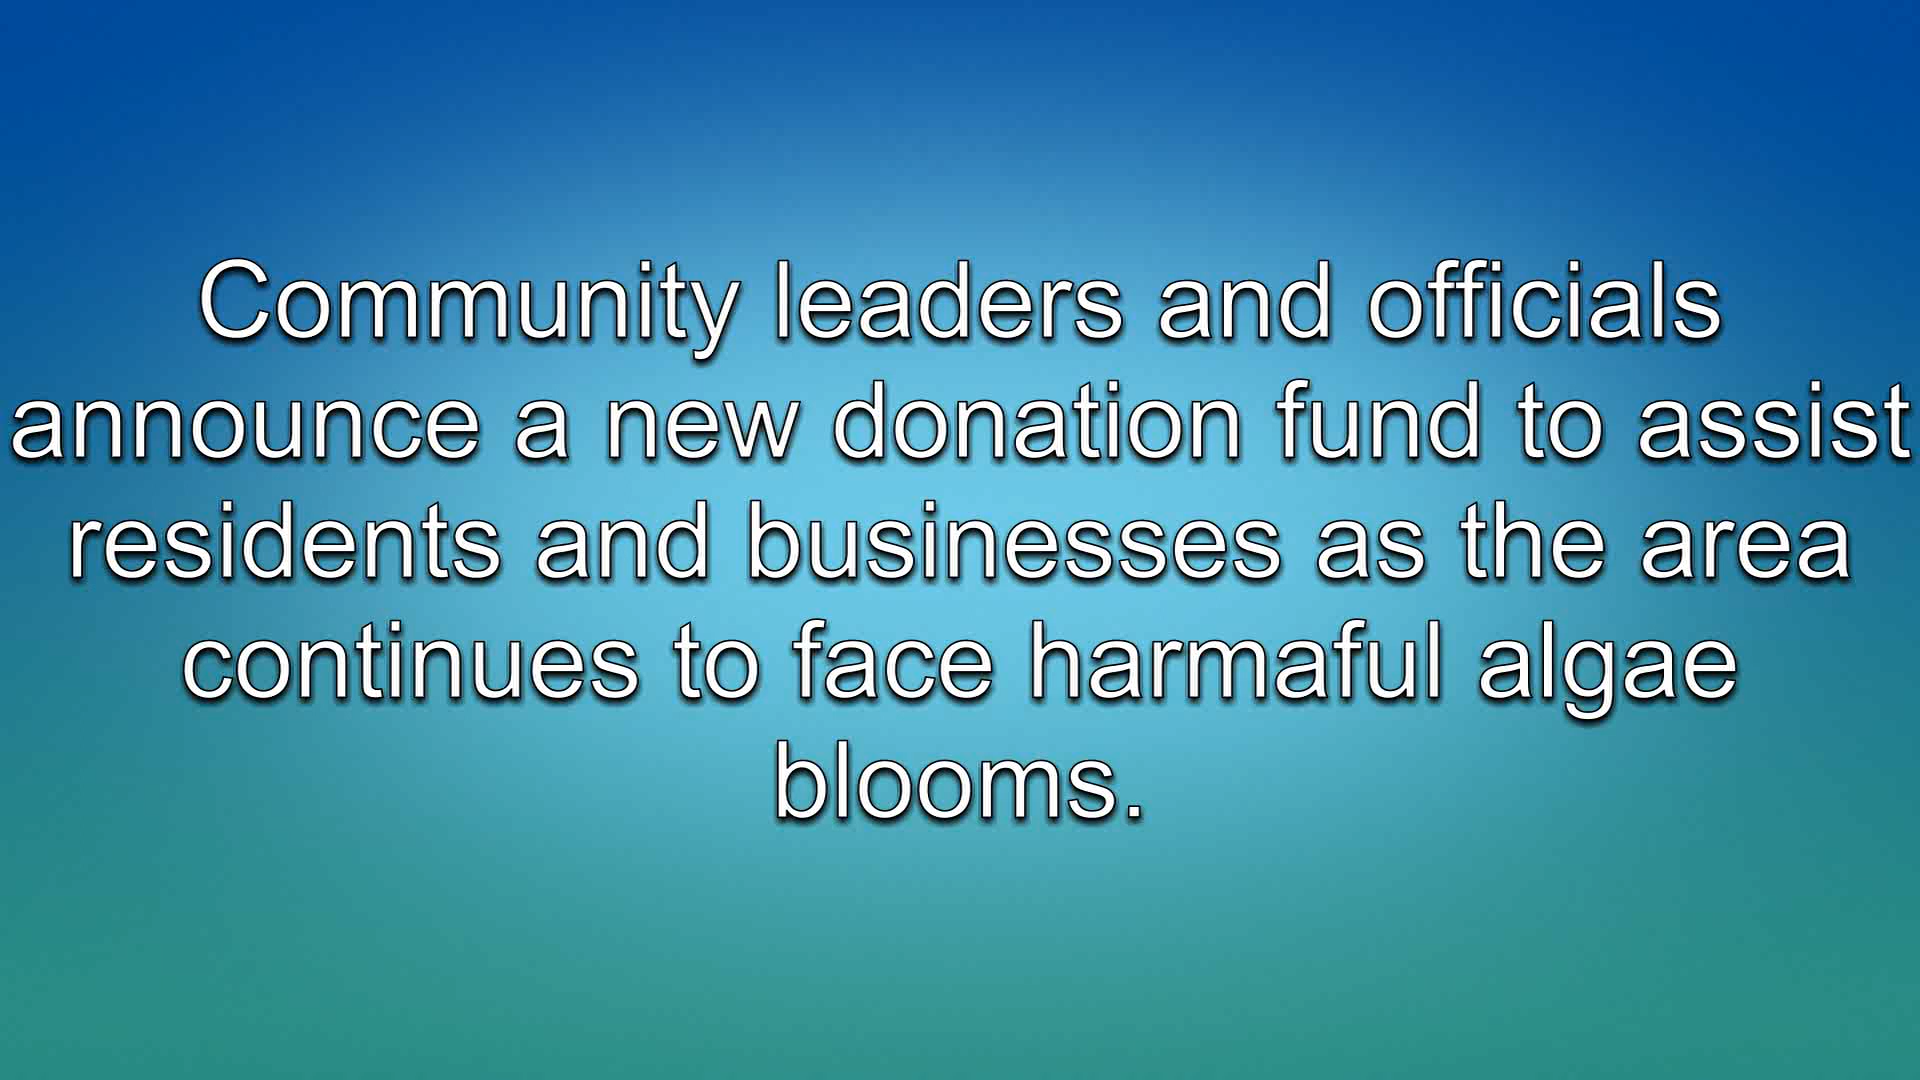 Community leaders and officials
announce a new donation fund to assist
residents and businesses as the area
continues to face harmaful algae
blooms.